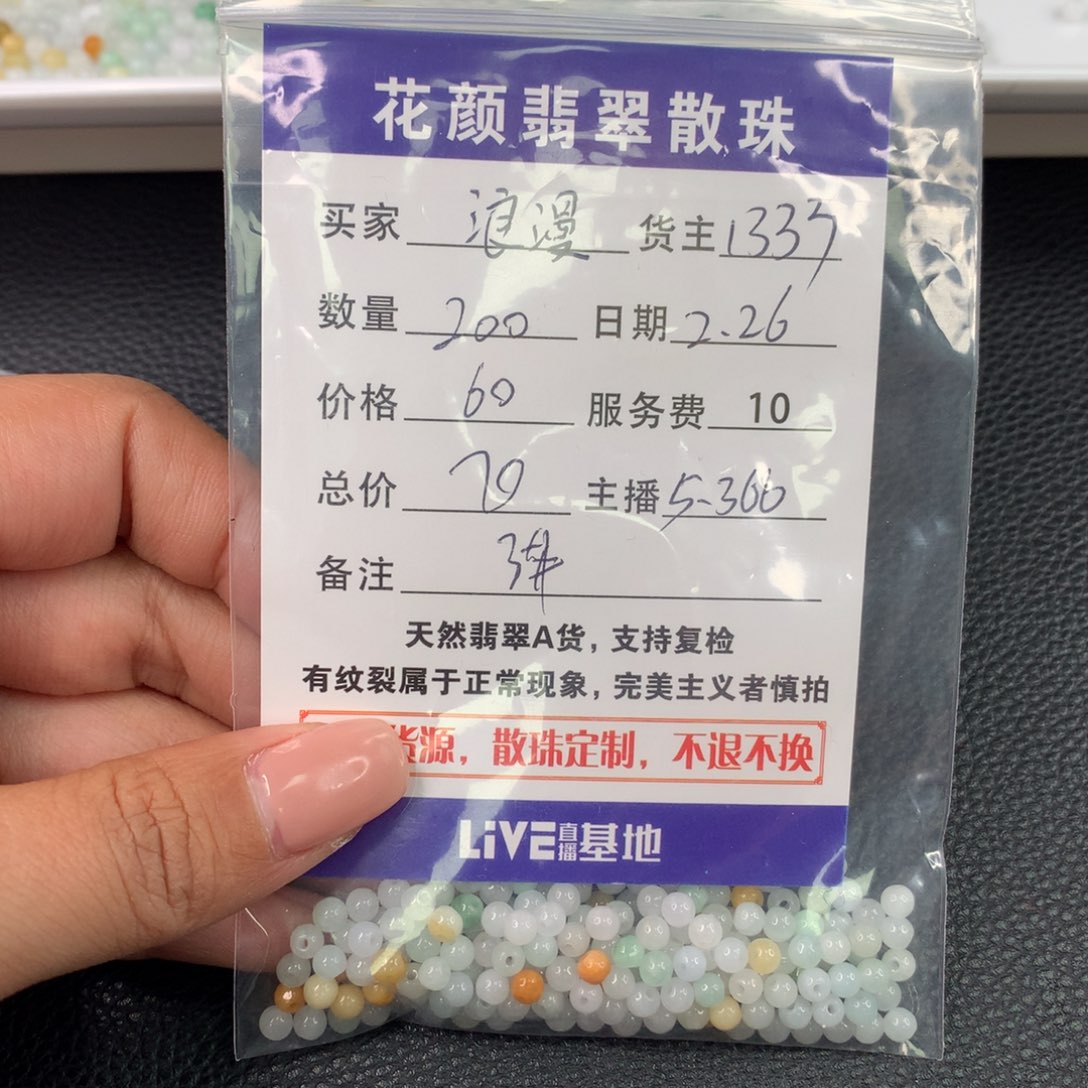 花颜翡翠散珠
买家 浪漫 货主 1337
数量 200 日期 2.26
价格 60 服务费 10
总价 70 主播 5-366
备注
天然翡翠A货，支持复检
有纹裂属于正常现象，完美主义者慎拍
货源，散珠定制，不退不换
LiVE直播基地